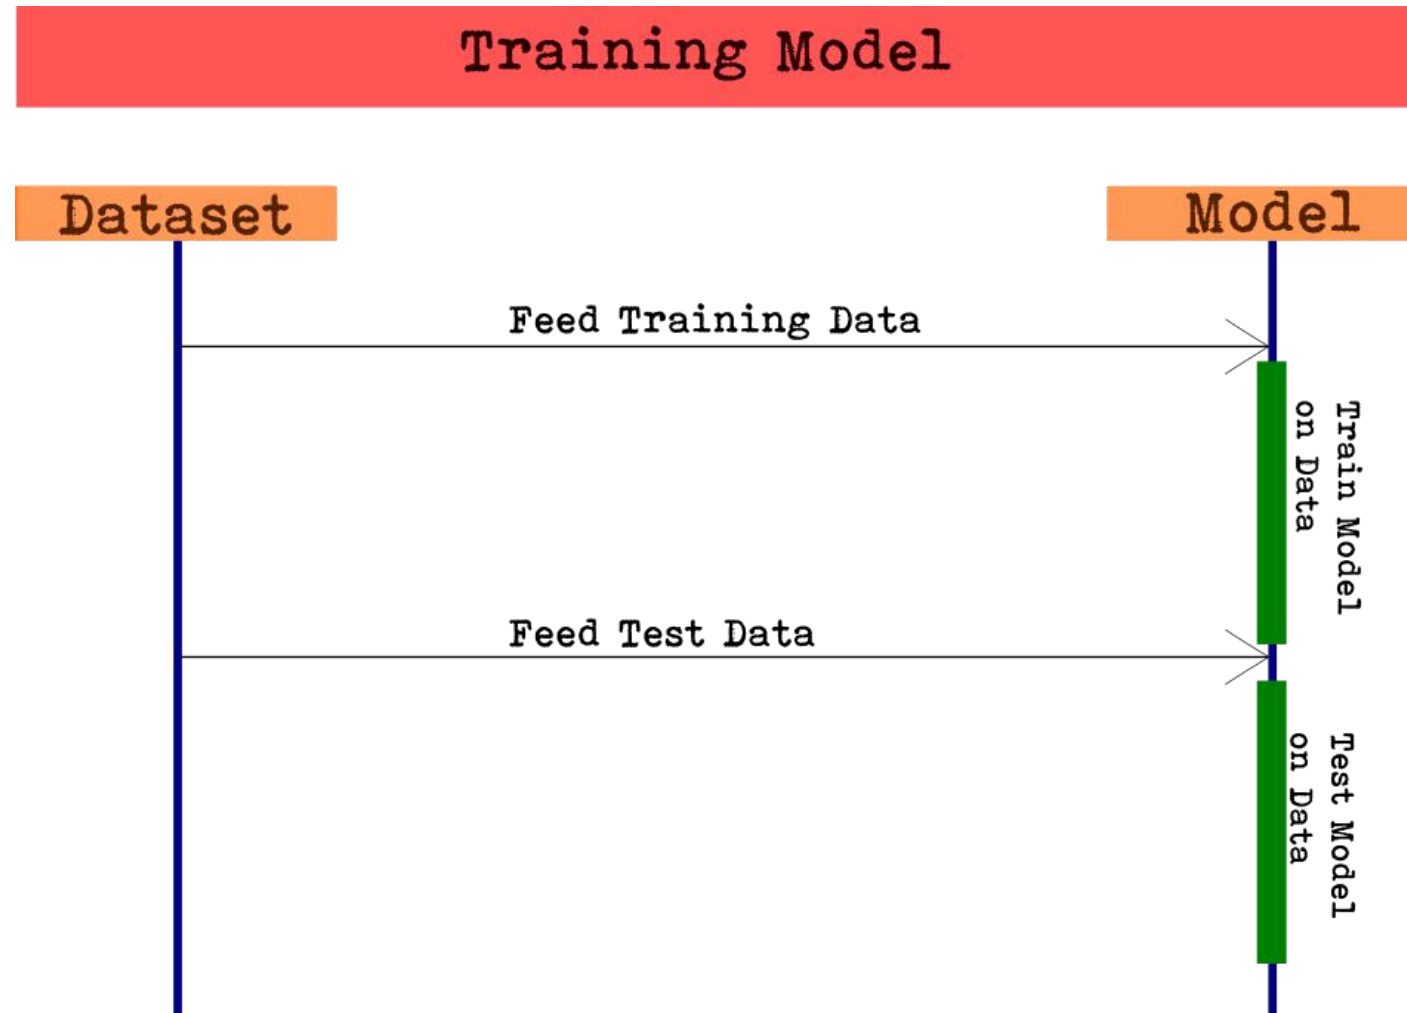 Training Model
Dataset
Model
Feed Training Data
Train Model
on Data
Feed Test Data
Test Model
on Data